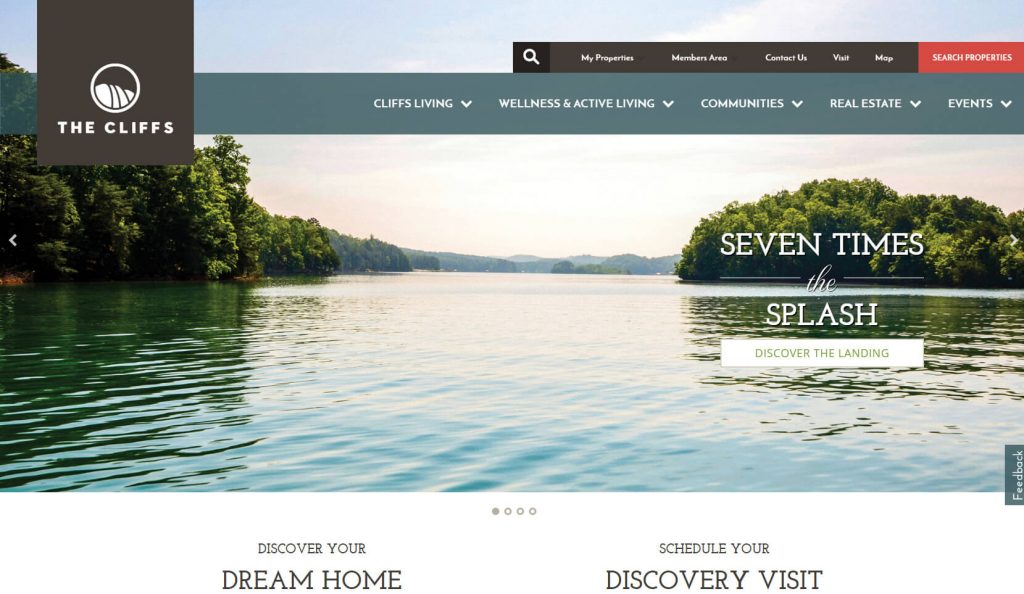 THE CLIFFS
My Properties Members Area Contact Us Visit Map SEARCH PROPERTIES
CLIFFS LIVING WELLNESS & ACTIVE LIVING COMMUNITIES REAL ESTATE EVENTS
SEVEN TIMES
the
SPLASH
DISCOVER THE LANDING
Feedback
DISCOVER YOUR
DREAM HOME
SCHEDULE YOUR
DISCOVERY VISIT